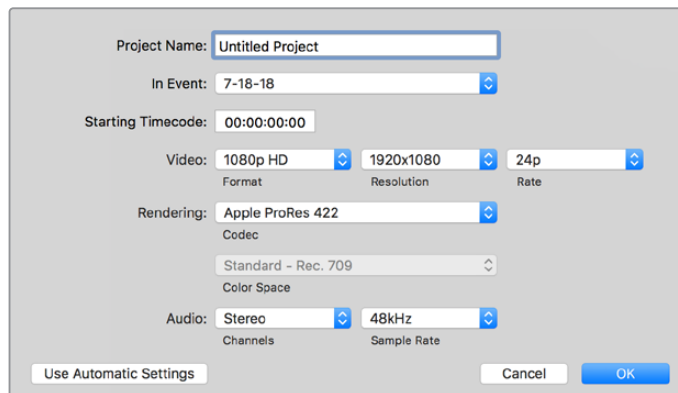 Project Name: Untitled Project
In Event: 7-18-18
Starting Timecode: 00:00:00:00
Video: 1080p HD 1920x1080 24p
Format Resolution Rate
Rendering: Apple ProRes 422
Codec
Standard - Rec. 709
Color Space
Audio: Stereo 48kHz
Channels Sample Rate
Use Automatic Settings Cancel OK